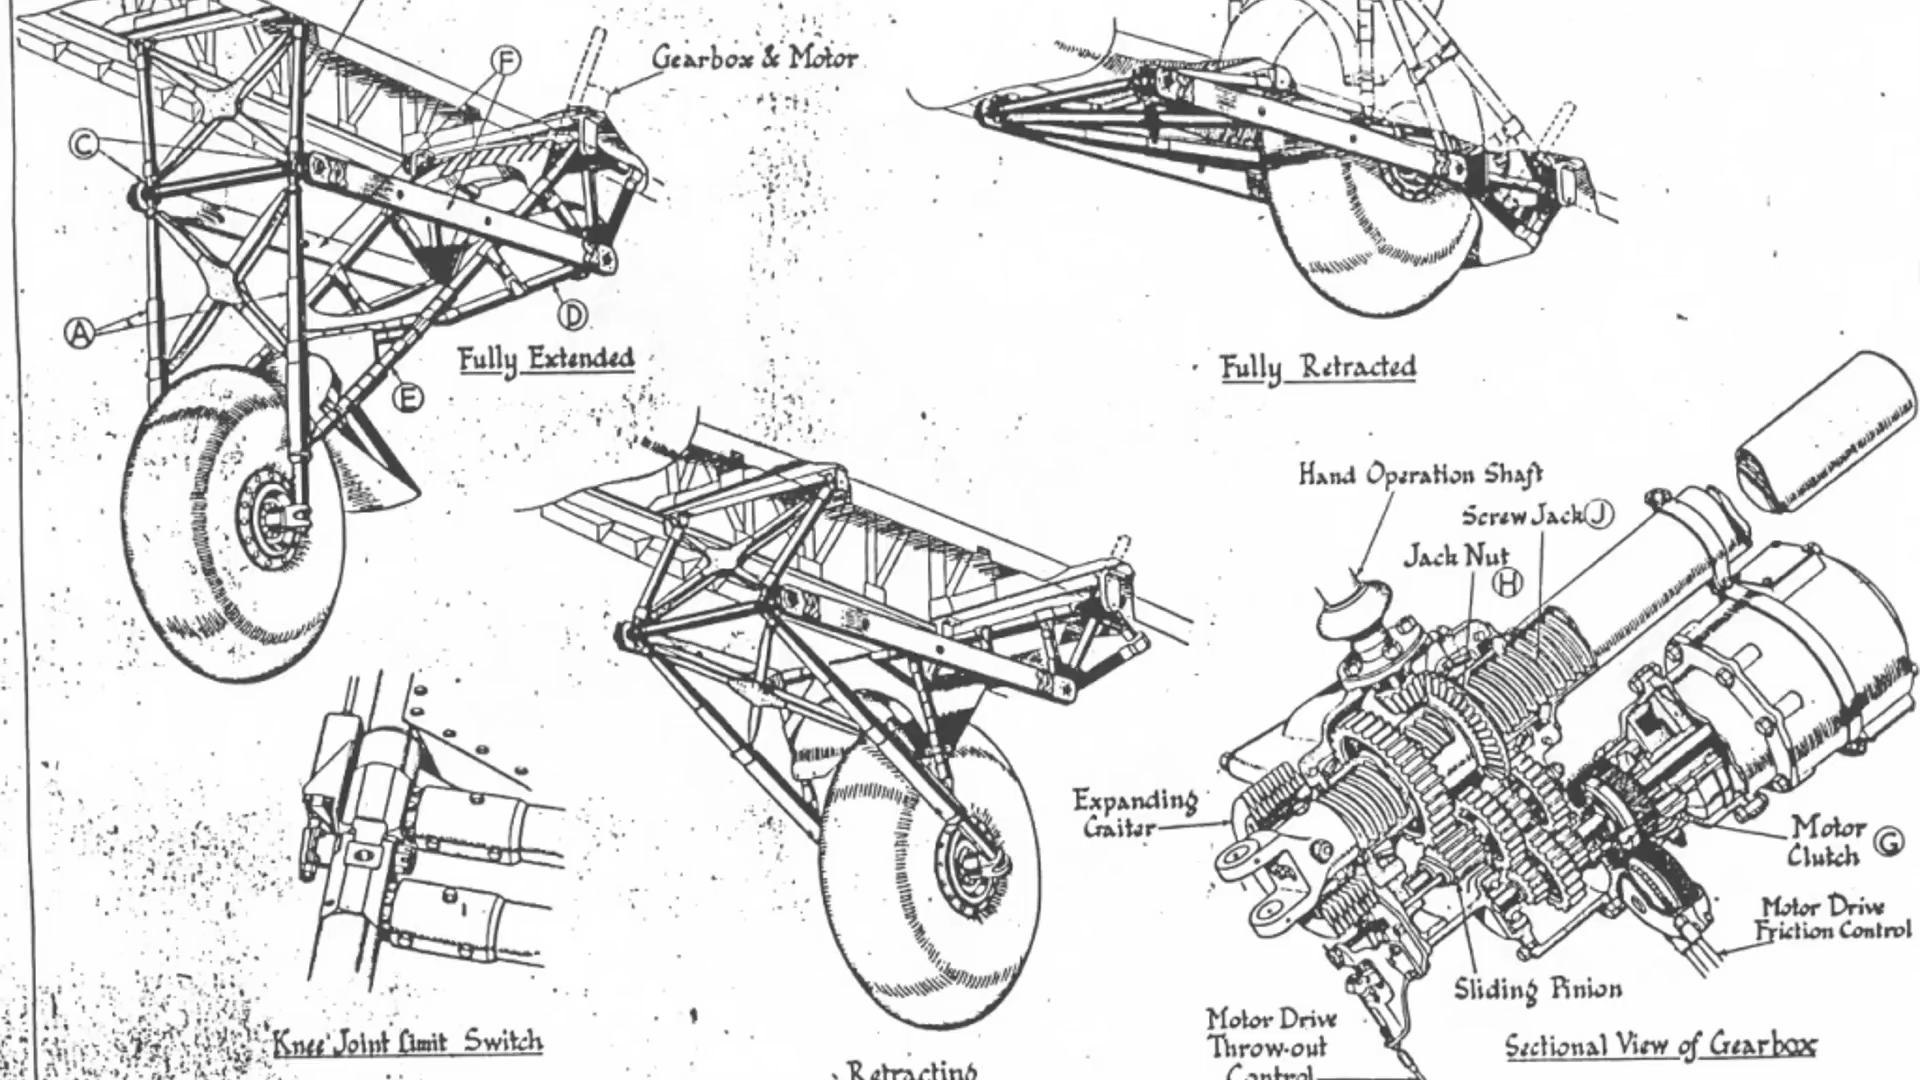 F
Gearbox & Motor
C
A
D
Fully Extended
E
Fully Retracted
Hand Operation Shaft
Screw Jack J
Jack Nut
H
Expanding
Gaiter
Motor
Clutch G
Motor Drive
Friction Control
Sliding Pinion
Motor Drive
Throw-out
Control
Sectional View of Gearbox
Knee Joint Limit Switch
Retracting